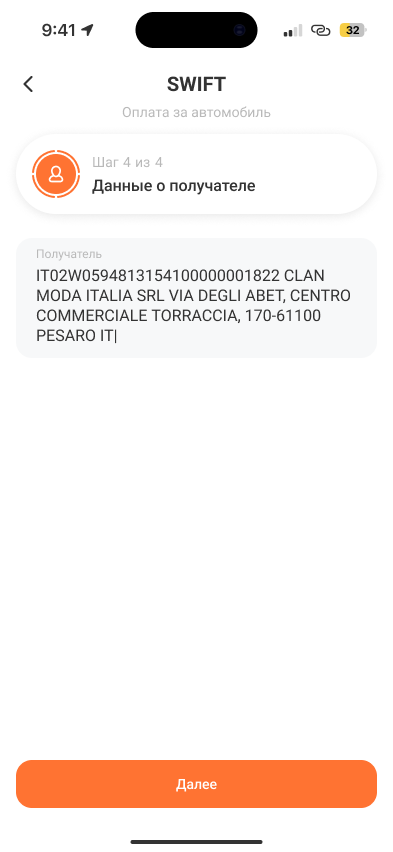 9:41
32
SWIFT
Оплата за автомобиль
Шаг 4 из 4
Данные о получателе
Получатель
IT02W0594813154100000001822 CLAN
MODA ITALIA SRL VIA DEGLI ABET, CENTRO
COMMERCIALE TORRACCIA, 170-61100
PESARO IT
Далее